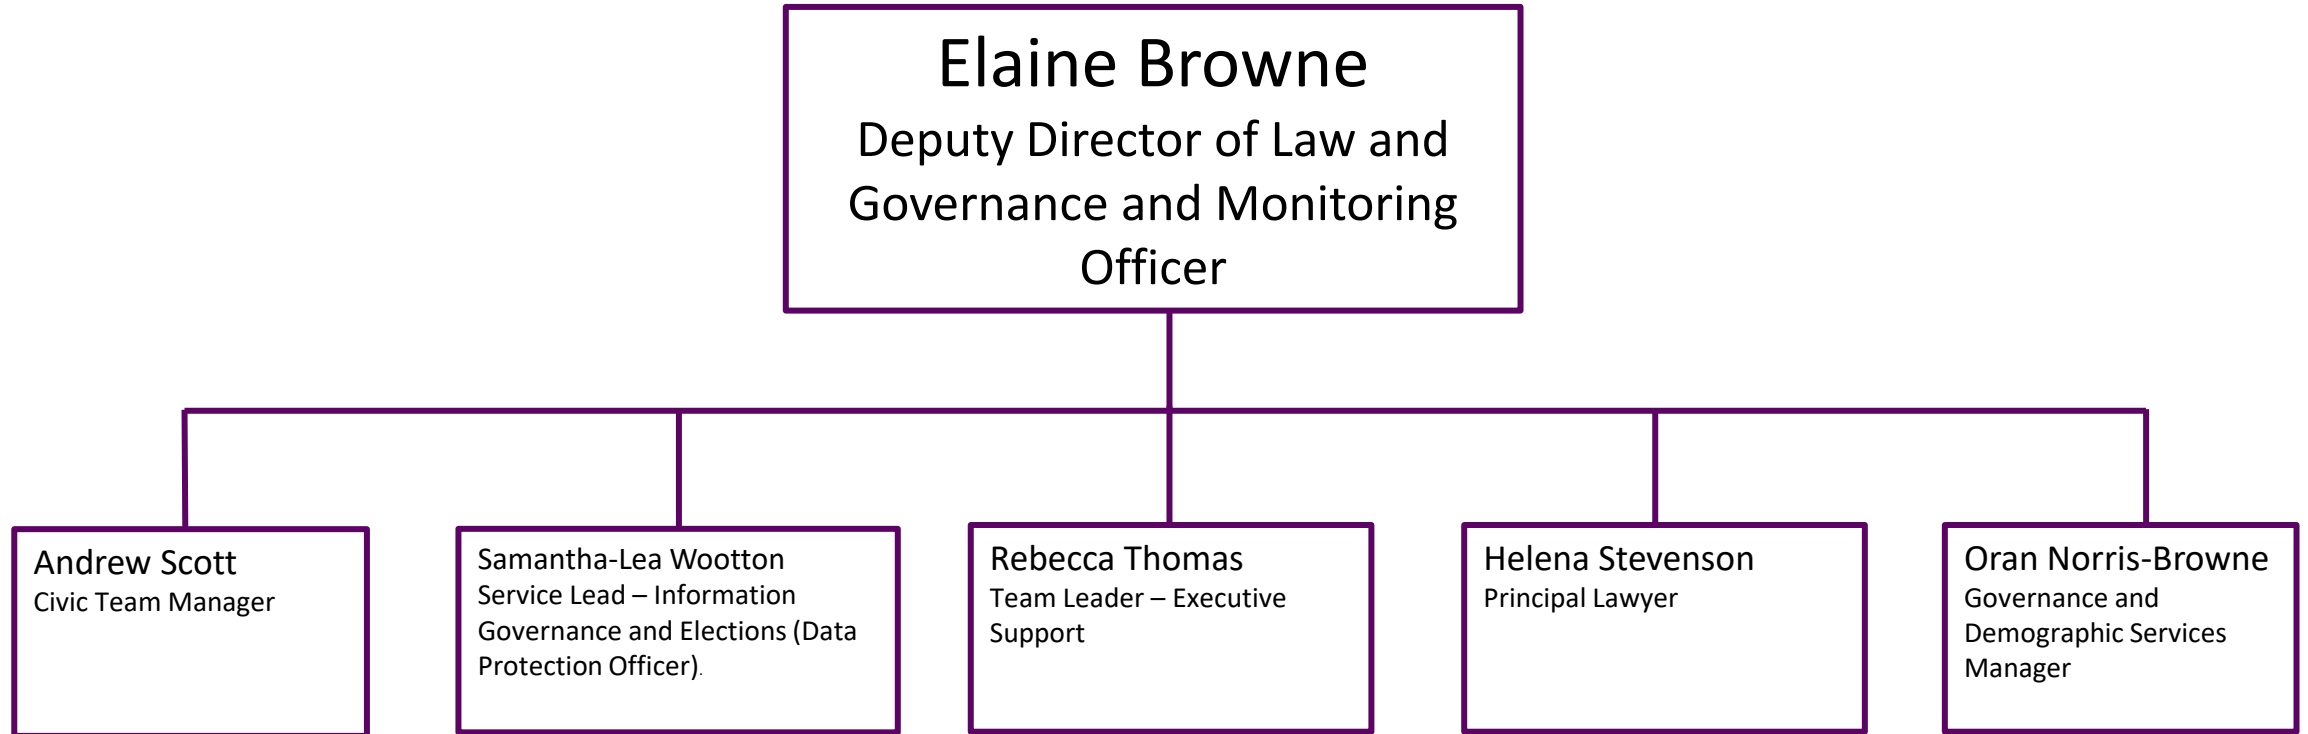 Elaine Browne
Deputy Director of Law and
Governance and Monitoring
Officer
Andrew Scott
Civic Team Manager
Samantha-Lea Wootton
Service Lead – Information
Governance and Elections (Data
Protection Officer).
Rebecca Thomas
Team Leader – Executive
Support
Helena Stevenson
Principal Lawyer
Oran Norris-Browne
Governance and
Demographic Services
Manager